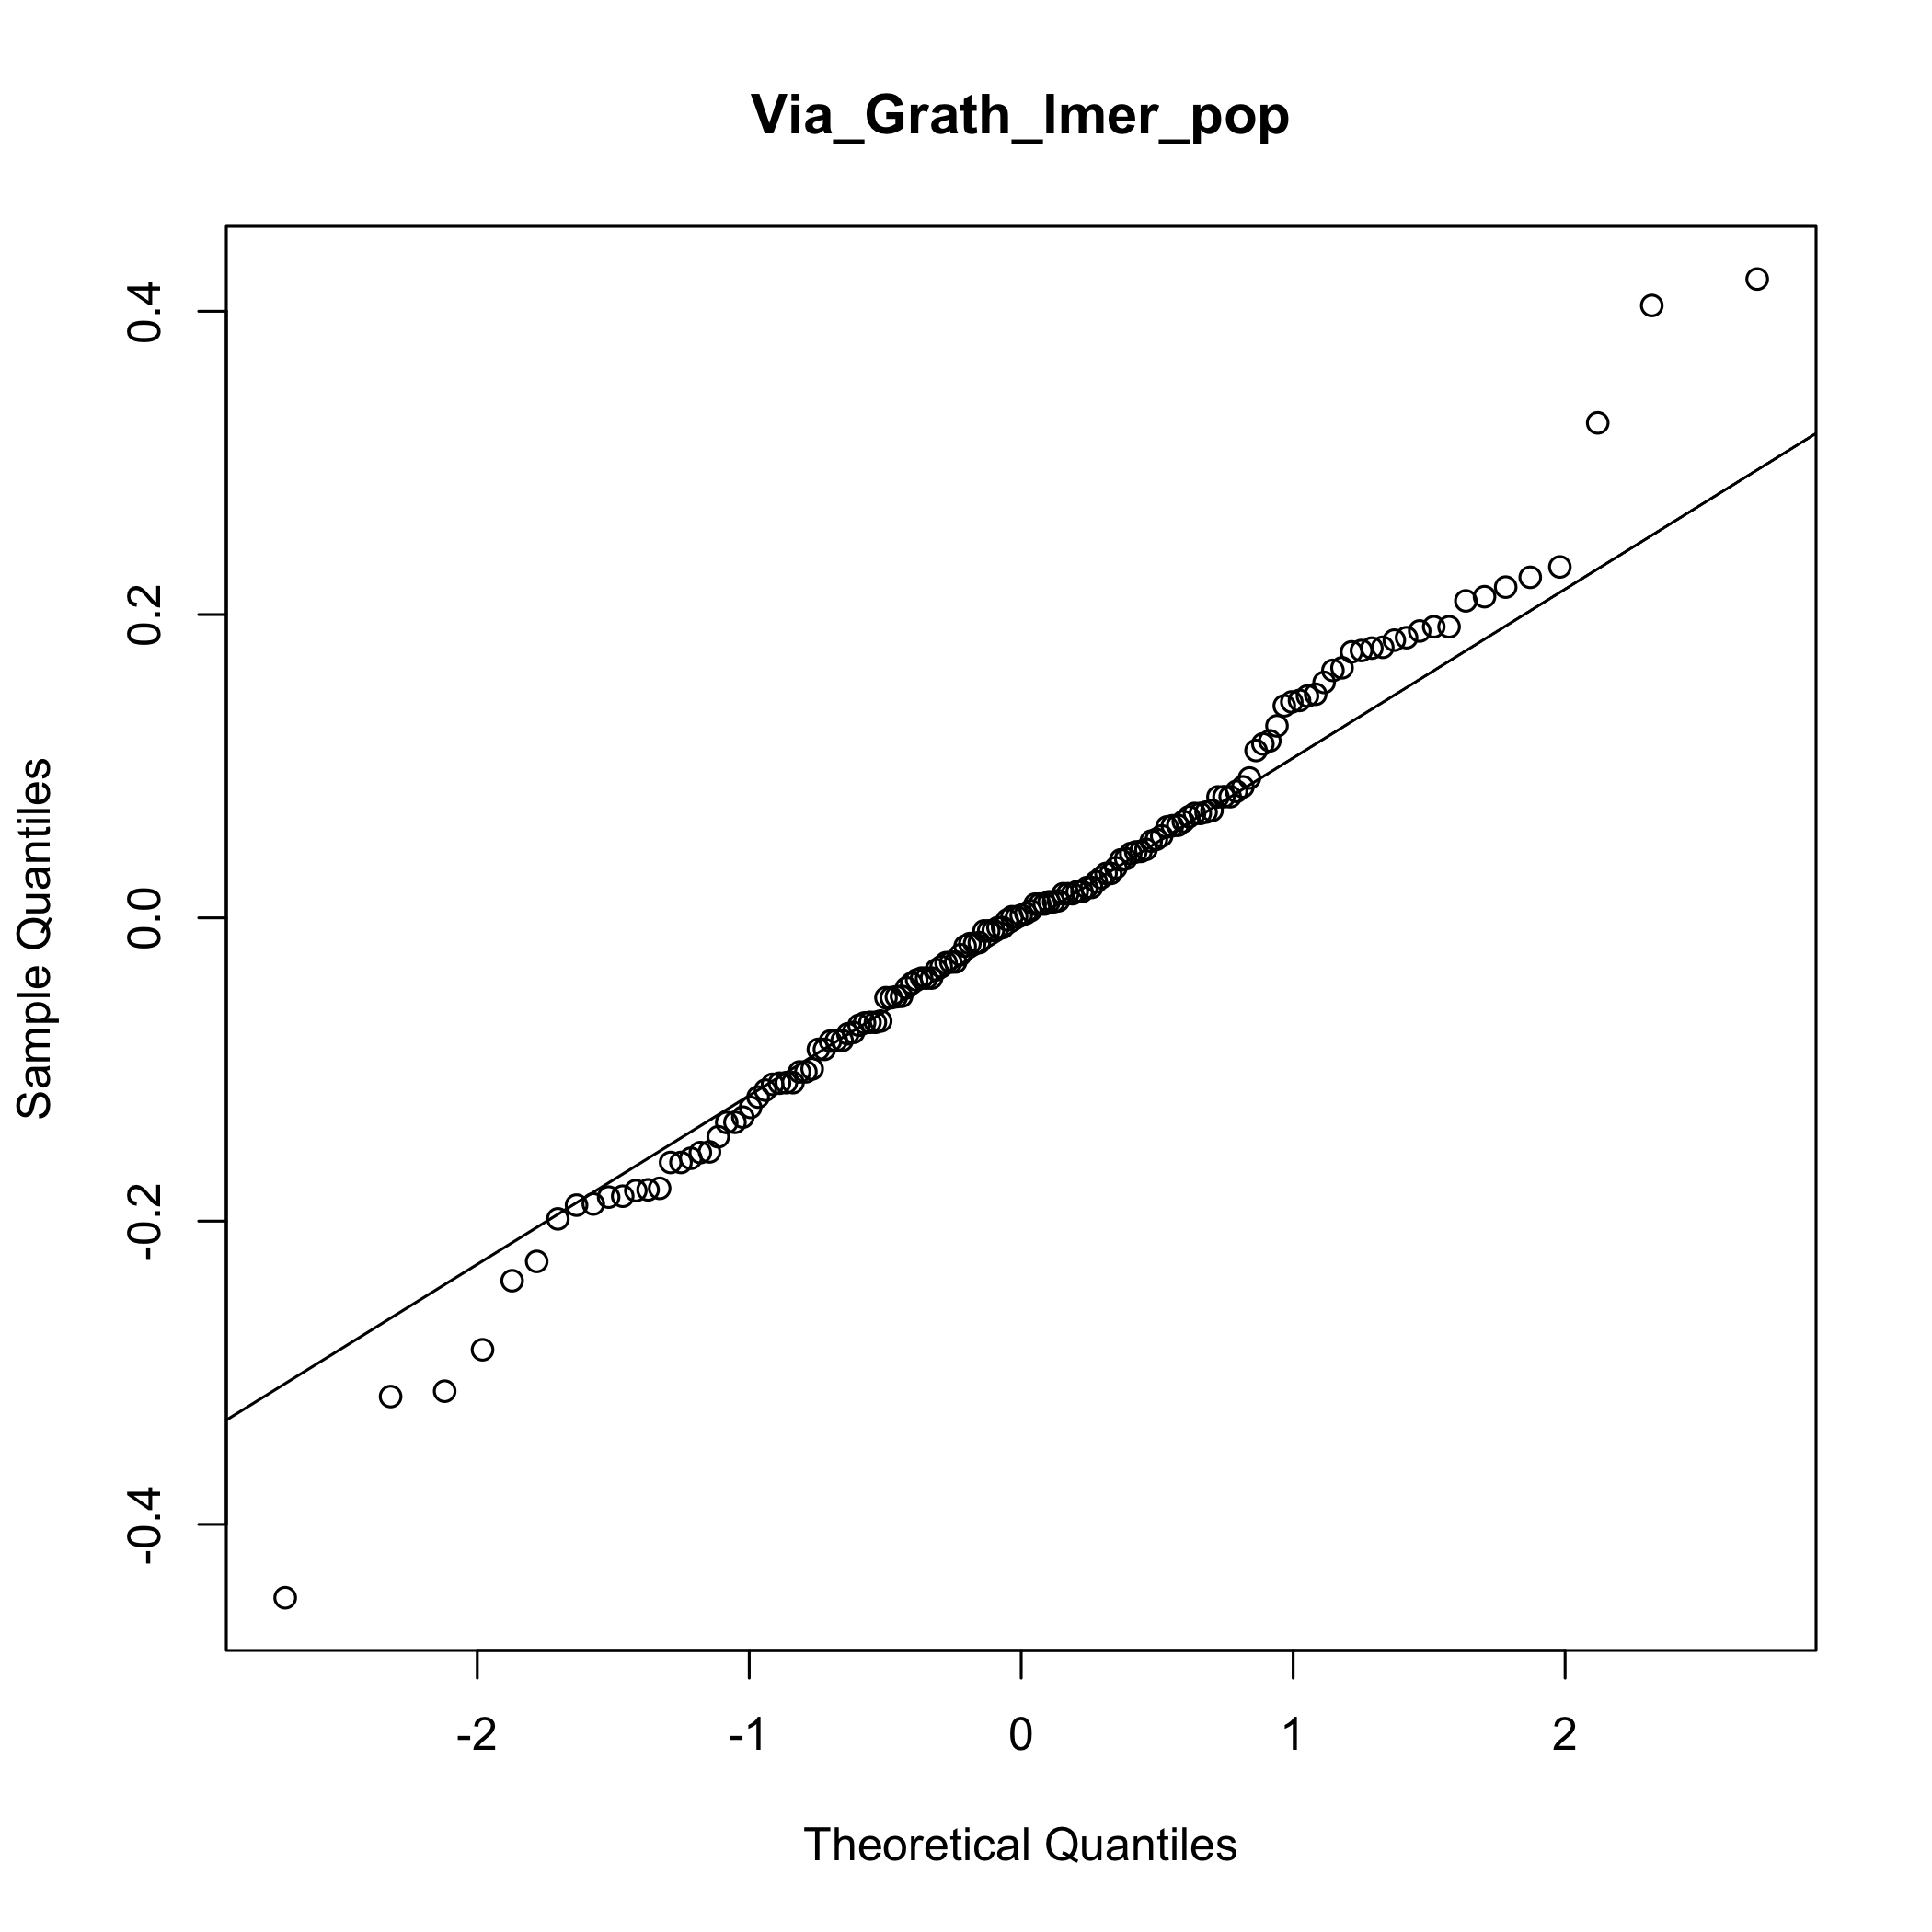 Via_Grath_lmer_pop
Sample Quantiles
0.4
0.2
0.0
-0.2
-0.4
-2 -1 0 1 2
Theoretical Quantiles